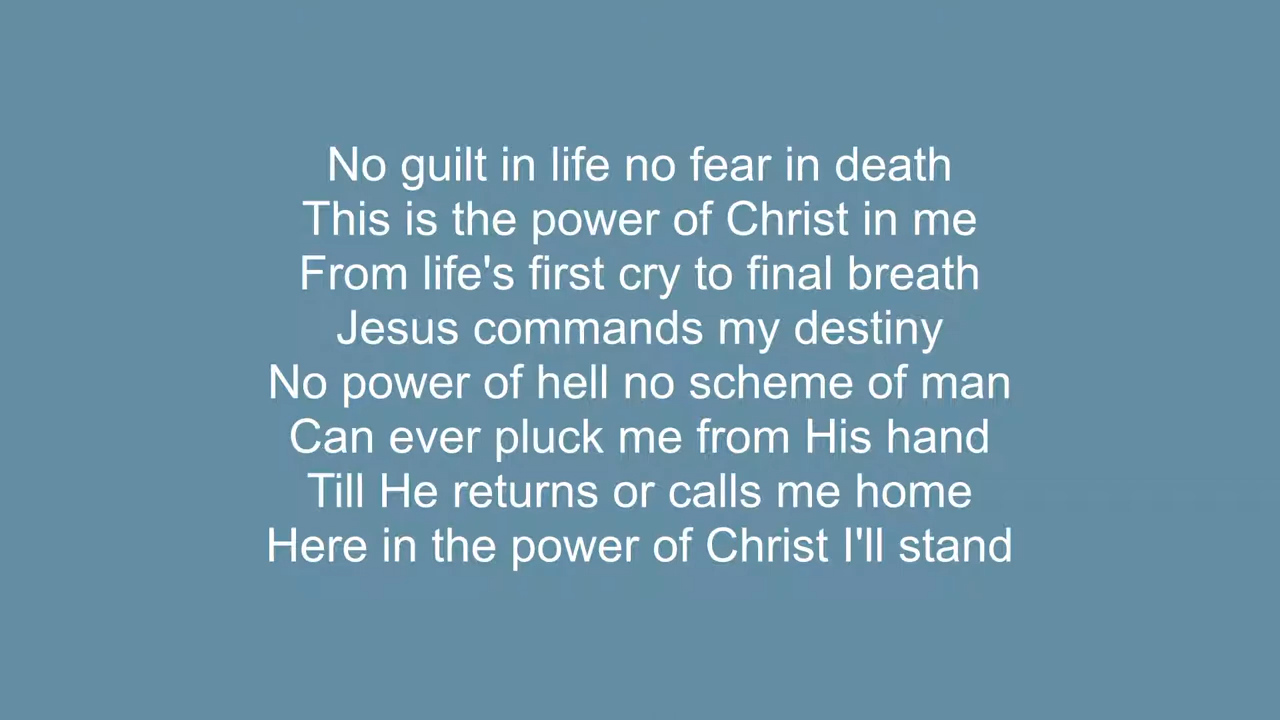 No guilt in life no fear in death
This is the power of Christ in me
From life's first cry to final breath
Jesus commands my destiny
No power of hell no scheme of man
Can ever pluck me from His hand
Till He returns or calls me home
Here in the power of Christ I'll stand